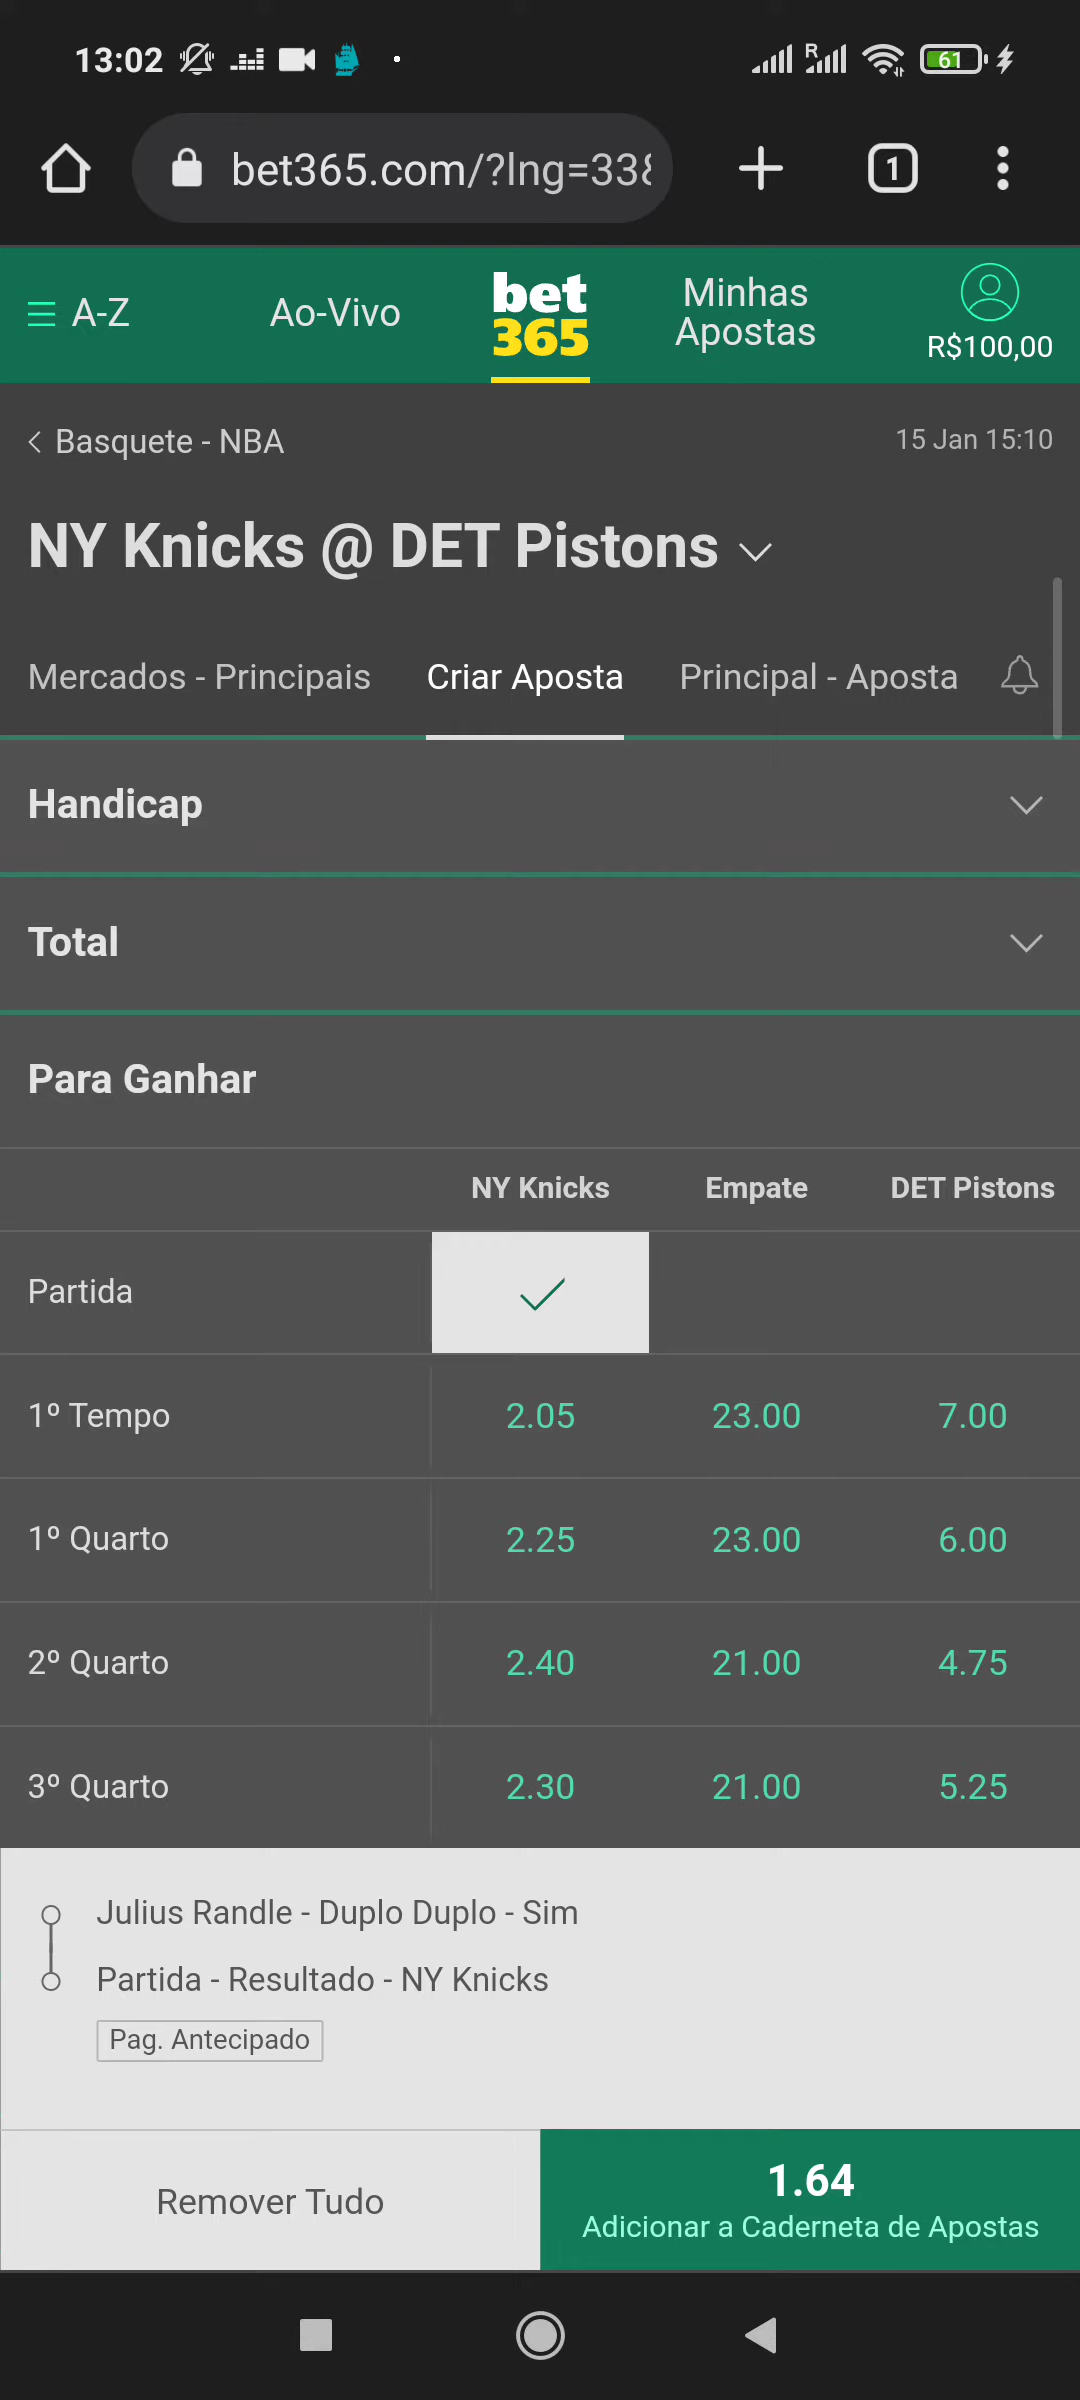 13:02
R
61
bet365.com/?lng=338
1
A-Z
Ao-Vivo
bet
365
Minhas
Apostas
R$100,00
Basquete - NBA
15 Jan 15:10
NY Knicks @ DET Pistons
Mercados - Principais
Criar Aposta
Principal - Aposta
Handicap
Total
Para Ganhar
NY Knicks Empate DET Pistons
Partida
1º Tempo 2.05 23.00 7.00
1º Quarto 2.25 23.00 6.00
2º Quarto 2.40 21.00 4.75
3º Quarto 2.30 21.00 5.25
Julius Randle - Duplo Duplo - Sim
Partida - Resultado - NY Knicks
Pag. Antecipado
Remover Tudo
1.64
Adicionar a Caderneta de Apostas